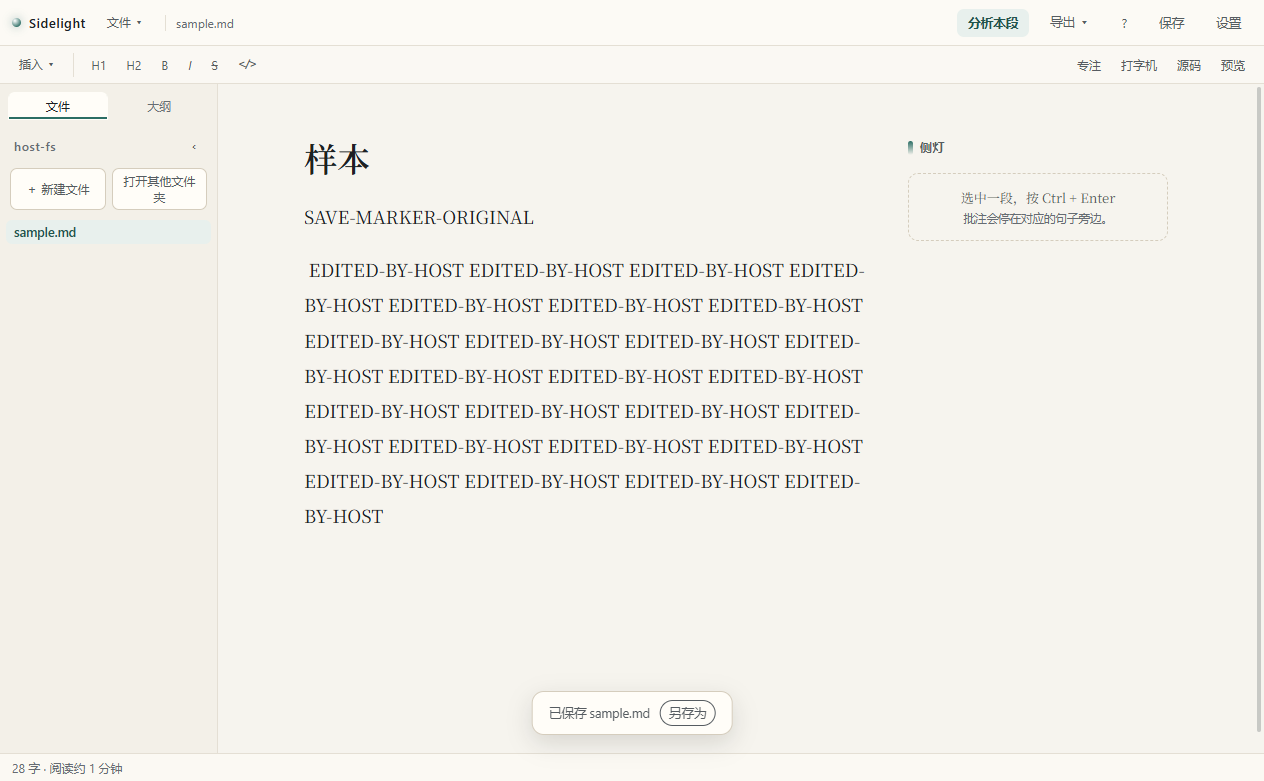 Sidelight 文件 ▾ sample.md 分析本段 导出 ▾ ? 保存 设置
插入 ▾ H1 H2 B I S </> 专注 打字机 源码 预览
文件 大纲
host-fs ‹
+ 新建文件 打开其他文件夹
sample.md
样本
SAVE-MARKER-ORIGINAL
EDITED-BY-HOST EDITED-BY-HOST EDITED-BY-HOST EDITED-
BY-HOST EDITED-BY-HOST EDITED-BY-HOST EDITED-BY-HOST
EDITED-BY-HOST EDITED-BY-HOST EDITED-BY-HOST EDITED-
BY-HOST EDITED-BY-HOST EDITED-BY-HOST EDITED-BY-HOST
EDITED-BY-HOST EDITED-BY-HOST EDITED-BY-HOST EDITED-
BY-HOST EDITED-BY-HOST EDITED-BY-HOST EDITED-BY-HOST
EDITED-BY-HOST EDITED-BY-HOST EDITED-BY-HOST EDITED-
BY-HOST
侧灯
选中一段，按 Ctrl + Enter
批注会停在对应的句子旁边。
已保存 sample.md 另存为
28 字 · 阅读约 1 分钟